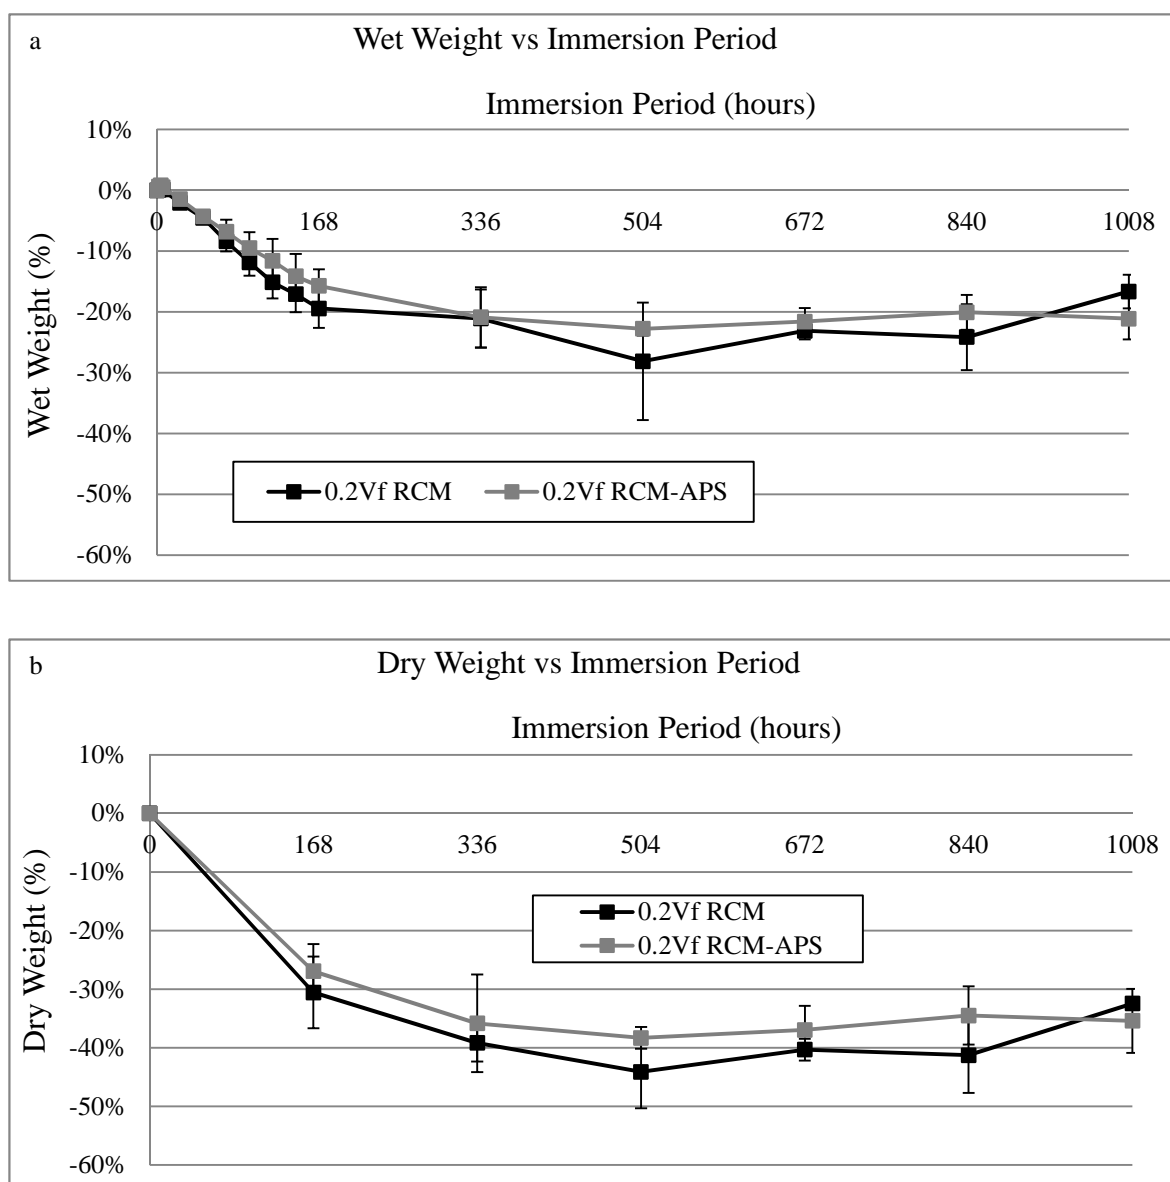 a
Wet Weight vs Immersion Period
Immersion Period (hours)
10%
0%
0 168 336 504 672 840 1008
-10%
-20%
-30%
-40%
-50%
-60%
Wet Weight (%)
0.2Vf RCM 0.2Vf RCM-APS
b
Dry Weight vs Immersion Period
Immersion Period (hours)
10%
0%
0 168 336 504 672 840 1008
-10%
-20%
-30%
-40%
-50%
-60%
Dry Weight (%)
0.2Vf RCM
0.2Vf RCM-APS